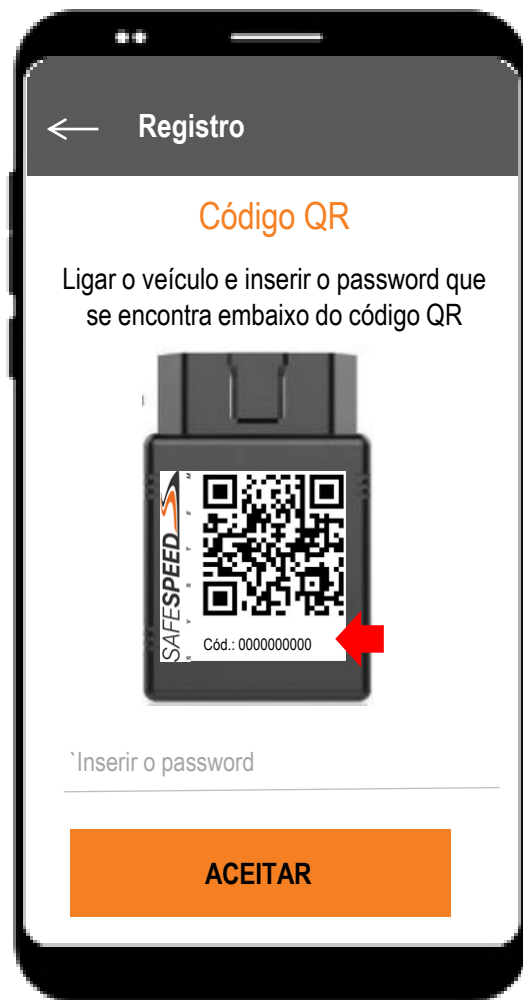 Registro
Código QR
Ligar o veículo e inserir o password que
se encontra embaixo do código QR
SAFESPEED
SYSTEM
Cód.: 0000000000
`Inserir o password
ACEITAR